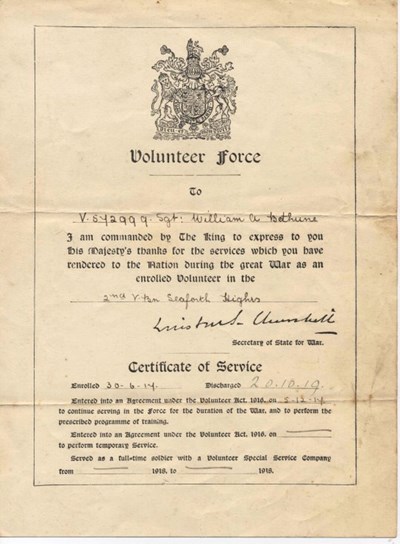 Volunteer Force
To
V. 572999. Sgt: William A Bethune
I am commanded by The King to express to you
His Majesty's thanks for the services which you have
rendered to the Nation during the great War as an
enrolled Volunteer in the
2nd V. Bn Seaforth Highrs
Winston S. Churchill
Secretary of State for War.
Certificate of Service
Enrolled 30-6-17. Discharged 20.10.19.
Entered into an Agreement under the Volunteer Act. 1916. on 5-12-17
to continue serving in the Force for the duration of the War, and to perform the
prescribed programme of training.
Entered into an Agreement under the Volunteer Act. 1916. on
to perform temporary Service.
Served as a full-time soldier with a Volunteer Special Service Company
from 1918. to 1918.